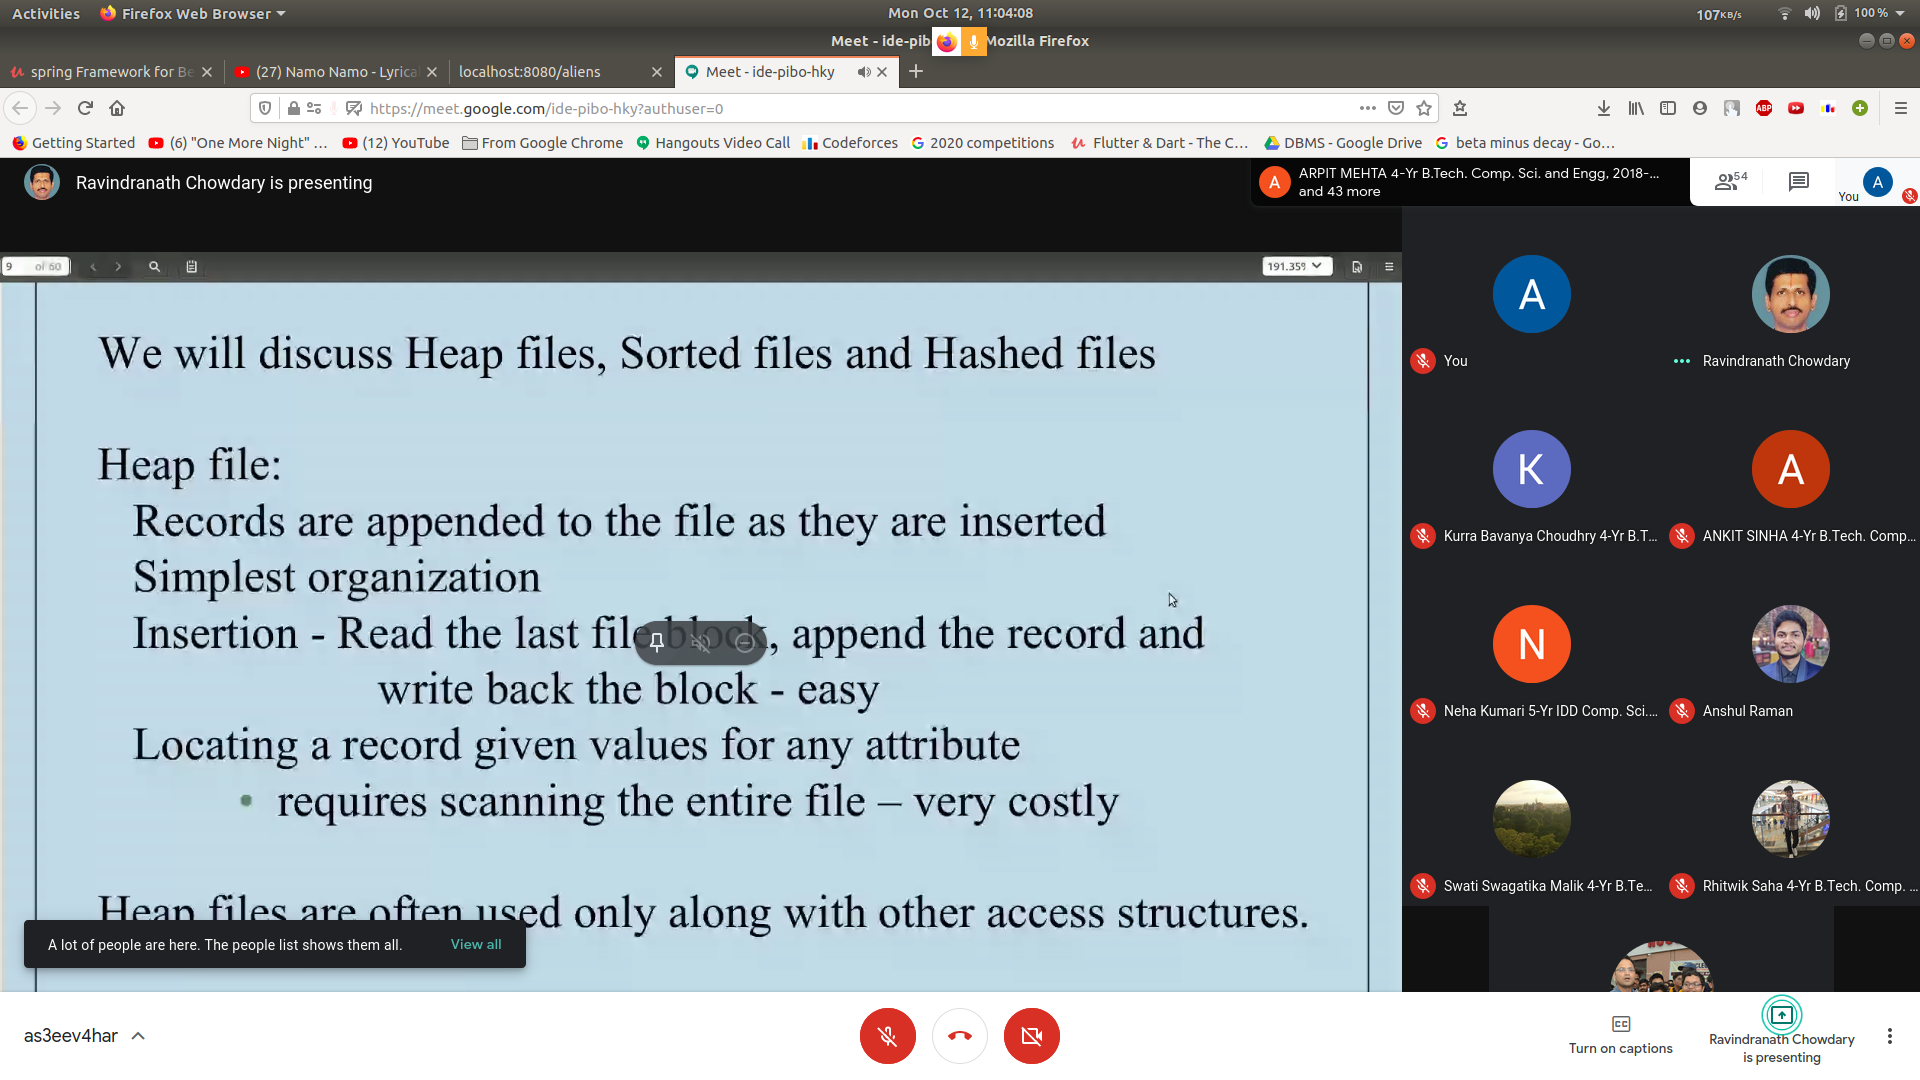 Activities Firefox Web Browser Mon Oct 12, 11:04:08 107KB/s 100 %
Meet - ide-pib Mozilla Firefox
spring Framework for Be (27) Namo Namo - Lyrica localhost:8080/aliens Meet - ide-pibo-hky
https://meet.google.com/ide-pibo-hky?authuser=0 ABP
Getting Started (6) "One More Night" ... (12) YouTube From Google Chrome Hangouts Video Call Codeforces 2020 competitions Flutter & Dart - The C... DBMS - Google Drive beta minus decay - Go...
Ravindranath Chowdary is presenting
A ARPIT MEHTA 4-Yr B.Tech. Comp. Sci. and Engg, 2018-...
and 43 more
54
You A
9 of 60 191.35%
We will discuss Heap files, Sorted files and Hashed files
Heap file:
Records are appended to the file as they are inserted
Simplest organization
Insertion - Read the last file block, append the record and
write back the block - easy
Locating a record given values for any attribute
• requires scanning the entire file – very costly
Heap files are often used only along with other access structures.
A lot of people are here. The people list shows them all. View all
A
You Ravindranath Chowdary
K A
Kurra Bavanya Choudhry 4-Yr B.T... ANKIT SINHA 4-Yr B.Tech. Comp...
N
Neha Kumari 5-Yr IDD Comp. Sci.... Anshul Raman
Swati Swagatika Malik 4-Yr B.Te... Rhitwik Saha 4-Yr B.Tech. Comp. ...
as3eev4har
CC
Turn on captions
Ravindranath Chowdary
is presenting